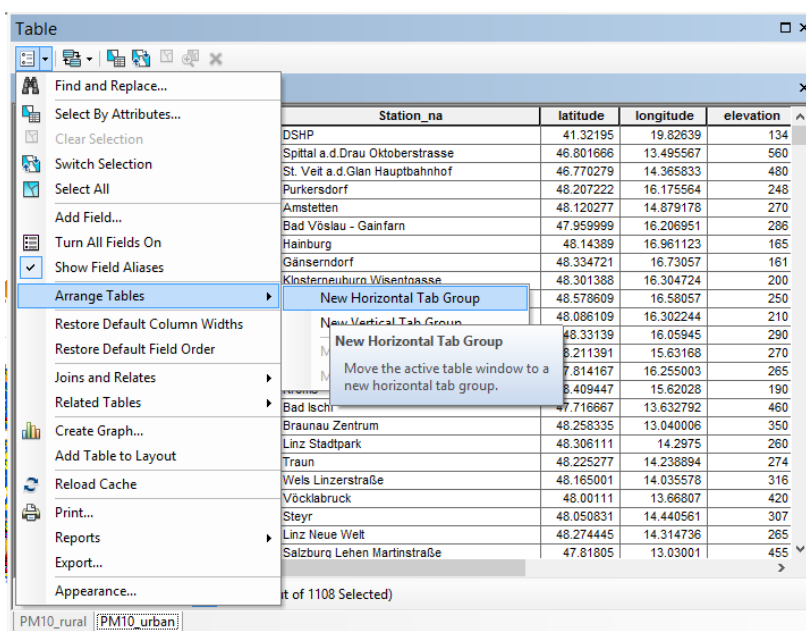 Table
Find and Replace...
Select By Attributes...
Clear Selection
Switch Selection
Select All
Add Field...
Turn All Fields On
Show Field Aliases
Arrange Tables
Restore Default Column Widths
Restore Default Field Order
Joins and Relates
Related Tables
Create Graph...
Add Table to Layout
Reload Cache
Print...
Reports
Export...
Appearance...
New Horizontal Tab Group
New Vertical Tab Group
M
M
New Horizontal Tab Group
Move the active table window to a
new horizontal tab group.
Station_na latitude longitude elevation
DSHP 41.32195 19.82639 134
Spittal a.d.Drau Oktoberstrasse 46.801666 13.495567 560
St. Veit a.d.Glan Hauptbahnhof 46.770279 14.365833 480
Purkersdorf 48.207222 16.175564 248
Amstetten 48.120277 14.879178 270
Bad Vöslau - Gainfarn 47.959999 16.206951 286
Hainburg 48.14389 16.961123 165
Gänserndorf 48.334721 16.73057 161
Klosterneuburg Wisentgasse 48.301388 16.304724 200
48.578609 16.58057 250
48.086109 16.302244 210
48.33139 16.05945 290
8.211391 15.63168 270
7.814167 16.255003 265
8.409447 15.62028 190
Bad Ischl 47.716667 13.632792 460
Braunau Zentrum 48.258335 13.040006 350
Linz Stadtpark 48.306111 14.2975 260
Traun 48.225277 14.238894 274
Wels Linzerstraße 48.165001 14.035578 316
Vöcklabruck 48.00111 13.66807 420
Steyr 48.050831 14.440561 307
Linz Neue Welt 48.274445 14.314736 265
Salzburg Lehen Martinstraße 47.81805 13.03001 455
t of 1108 Selected)
PM10_rural PM10_urban